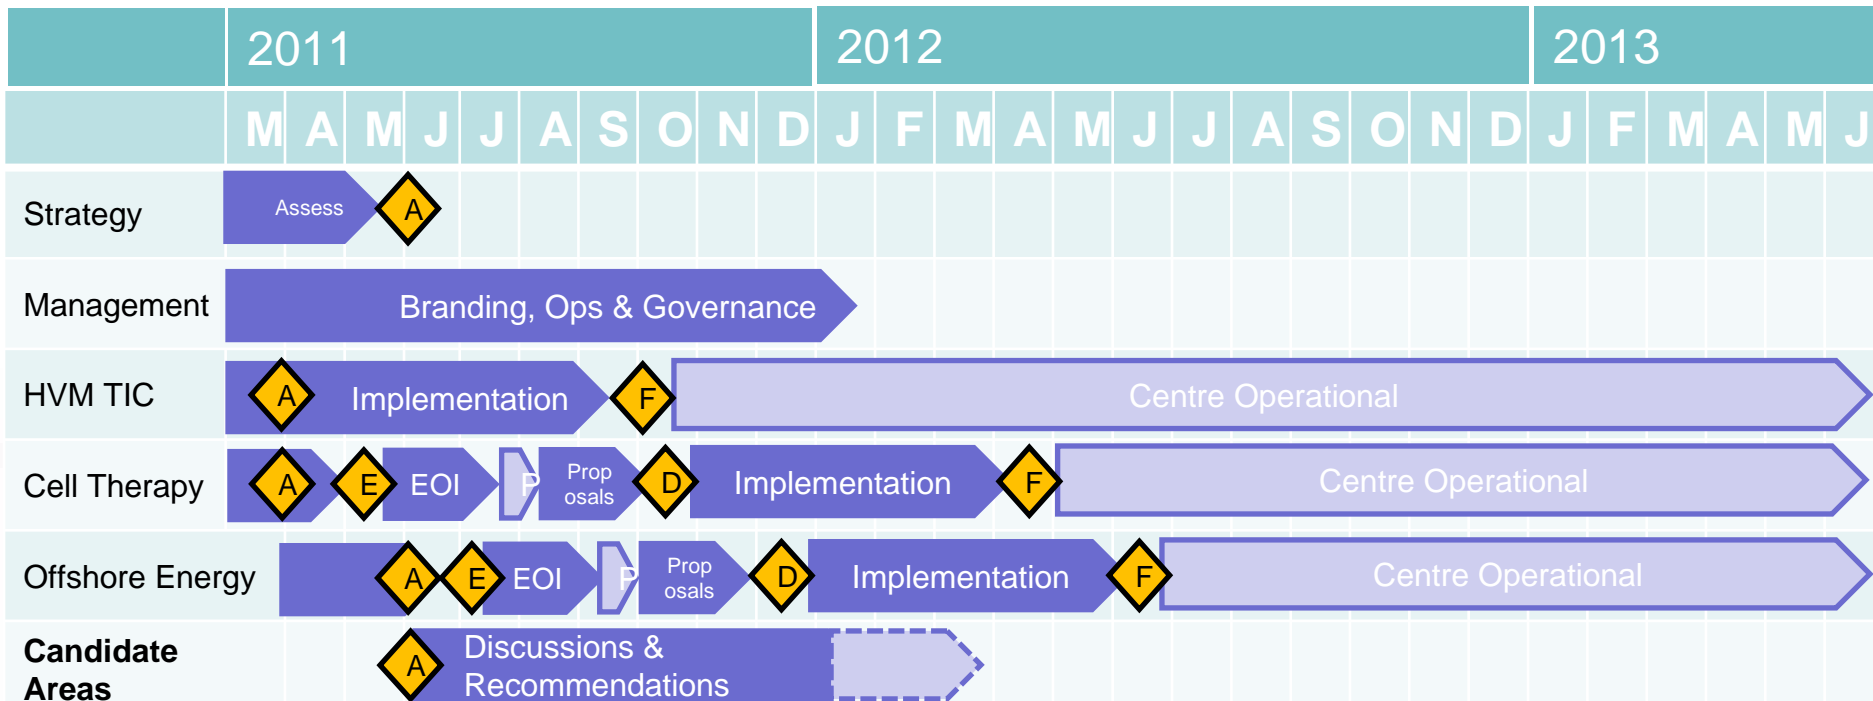 2011 2012 2013
M A M J J A S O N D J F M A M J J A S O N D J F M A M J
Strategy Assess A
Management Branding, Ops & Governance
HVM TIC A Implementation F Centre Operational
Cell Therapy A E EOI P Prop
osals D Implementation F Centre Operational
Offshore Energy A E EOI P Prop
osals D Implementation F Centre Operational
Candidate
Areas
A
Discussions &
Recommendations